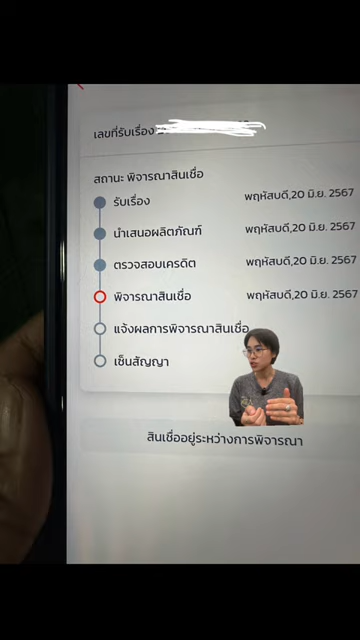 เลขที่รับเรื่อง
สถานะ พิจารณาสินเชื่อ
รับเรื่อง พฤหัสบดี,20 มิ.ย. 2567
นำเสนอผลิตภัณฑ์ พฤหัสบดี,20 มิ.ย. 2567
ตรวจสอบเครดิต พฤหัสบดี,20 มิ.ย. 2567
พิจารณาสินเชื่อ พฤหัสบดี,20 มิ.ย. 2567
แจ้งผลการพิจารณาสินเชื่อ
เซ็นสัญญา
สินเชื่ออยู่ระหว่างการพิจารณา